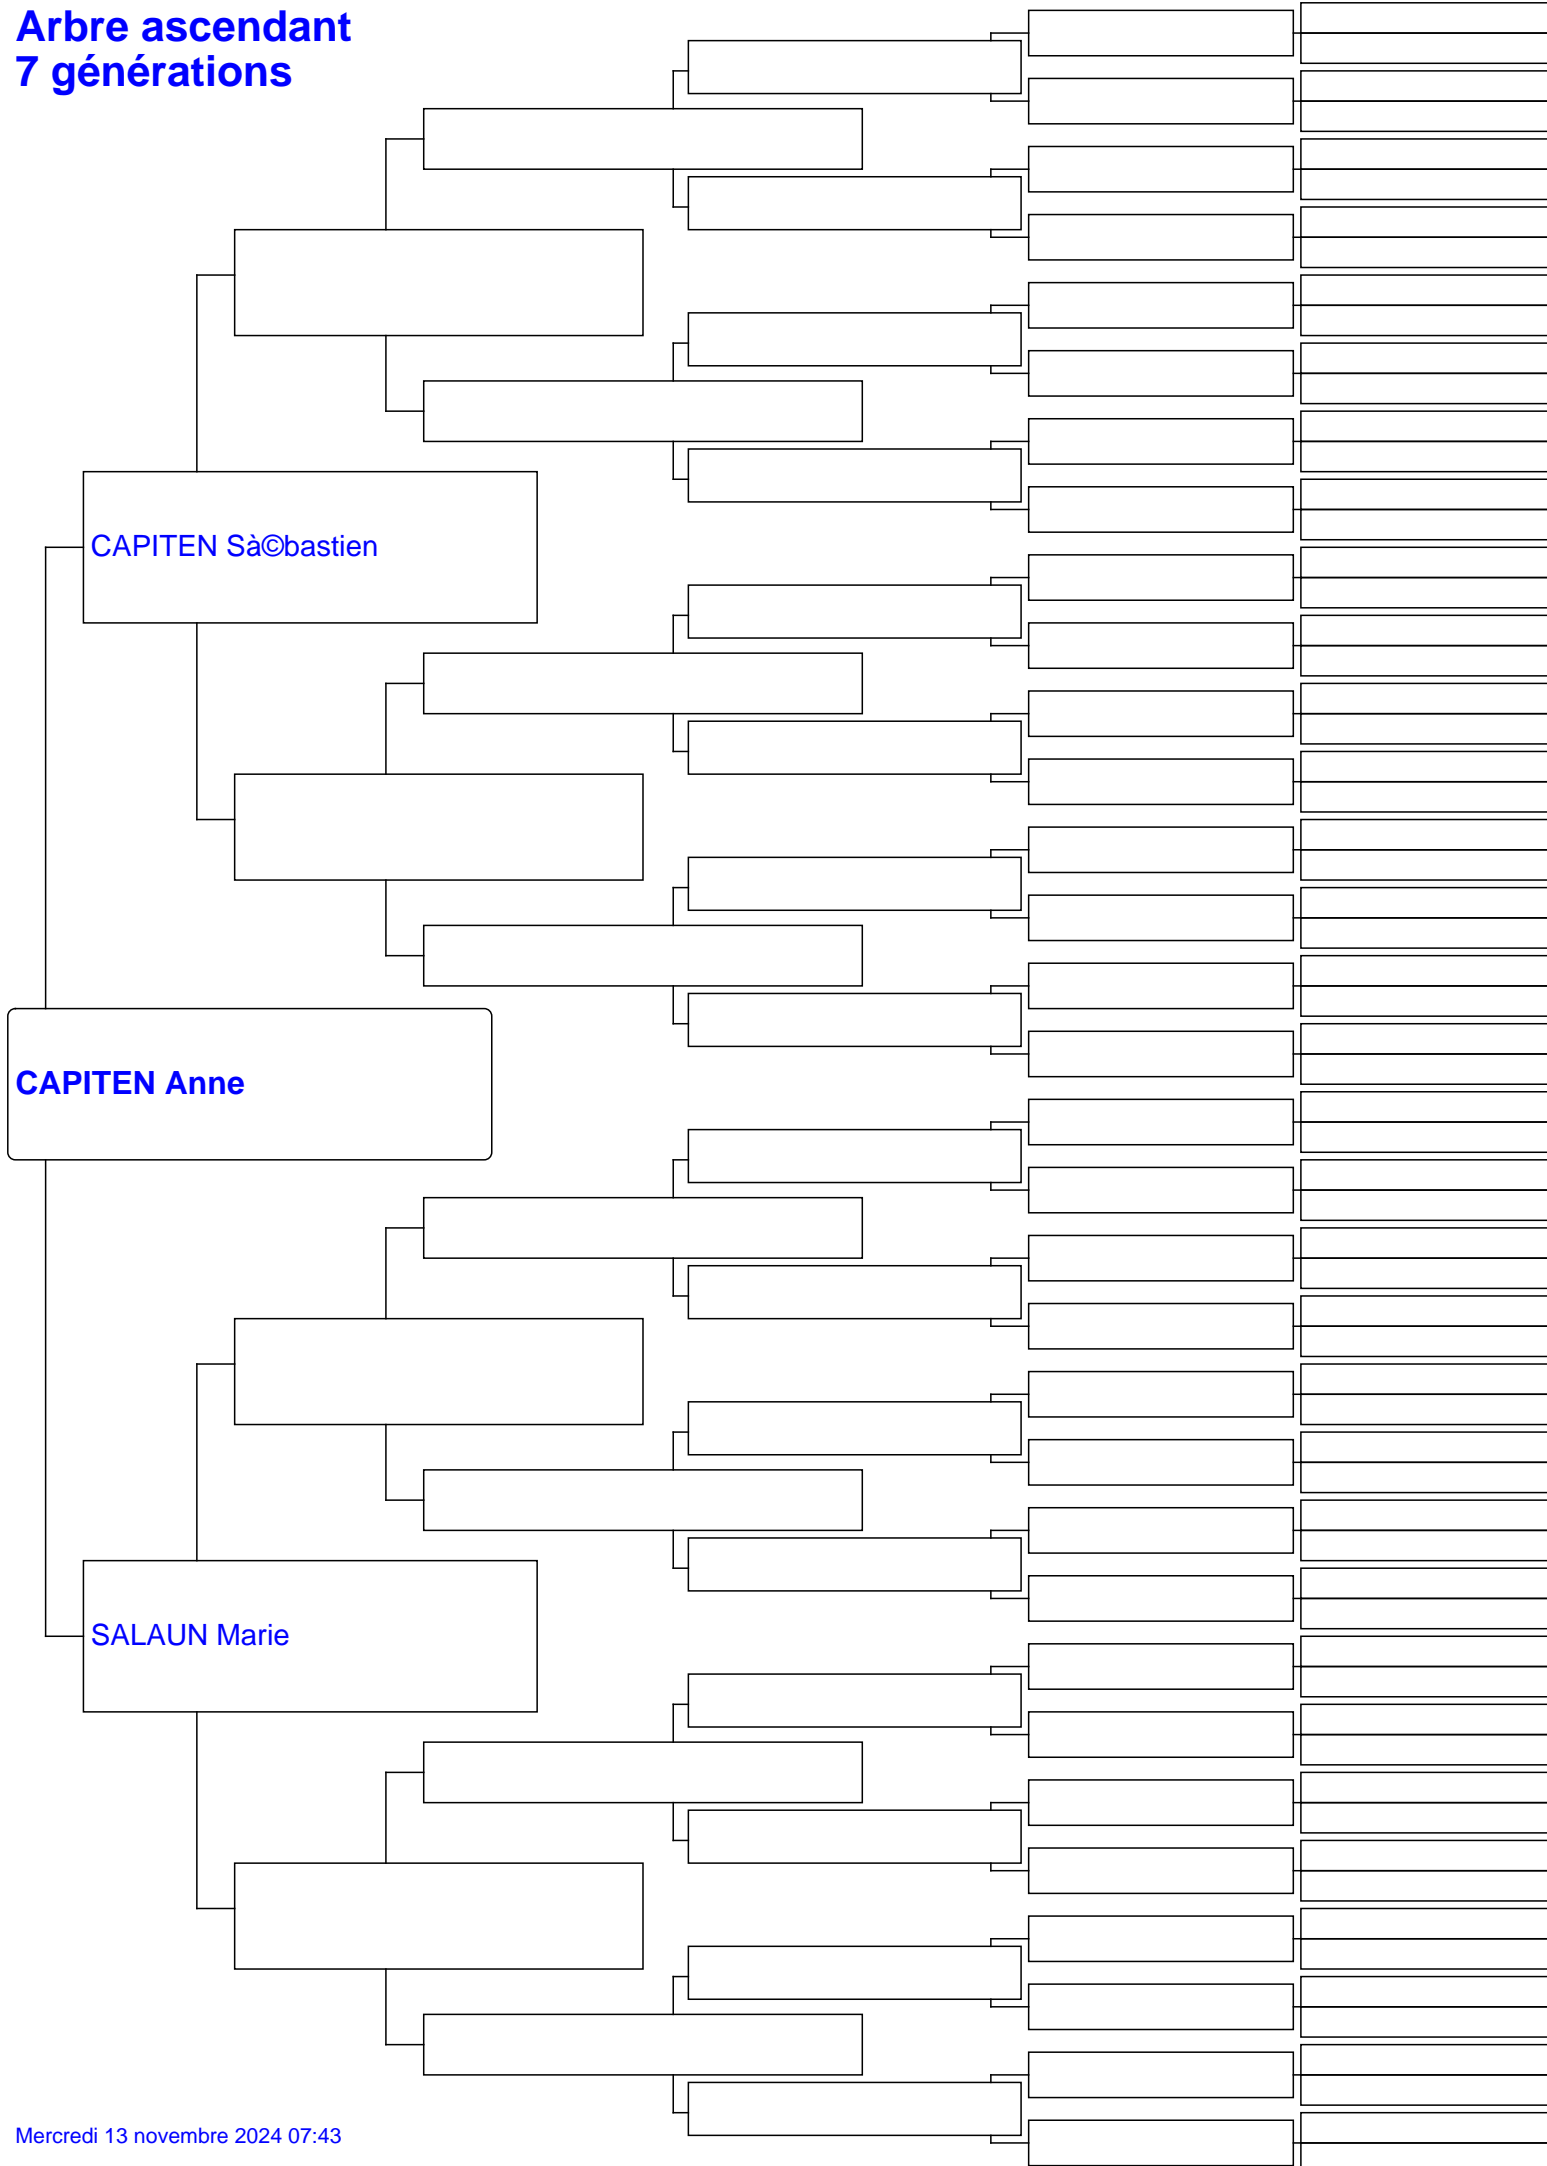 Arbre ascendant
7 générations
CAPITEN Sà©bastien
CAPITEN Anne
SALAUN Marie
Mercredi 13 novembre 2024 07:43